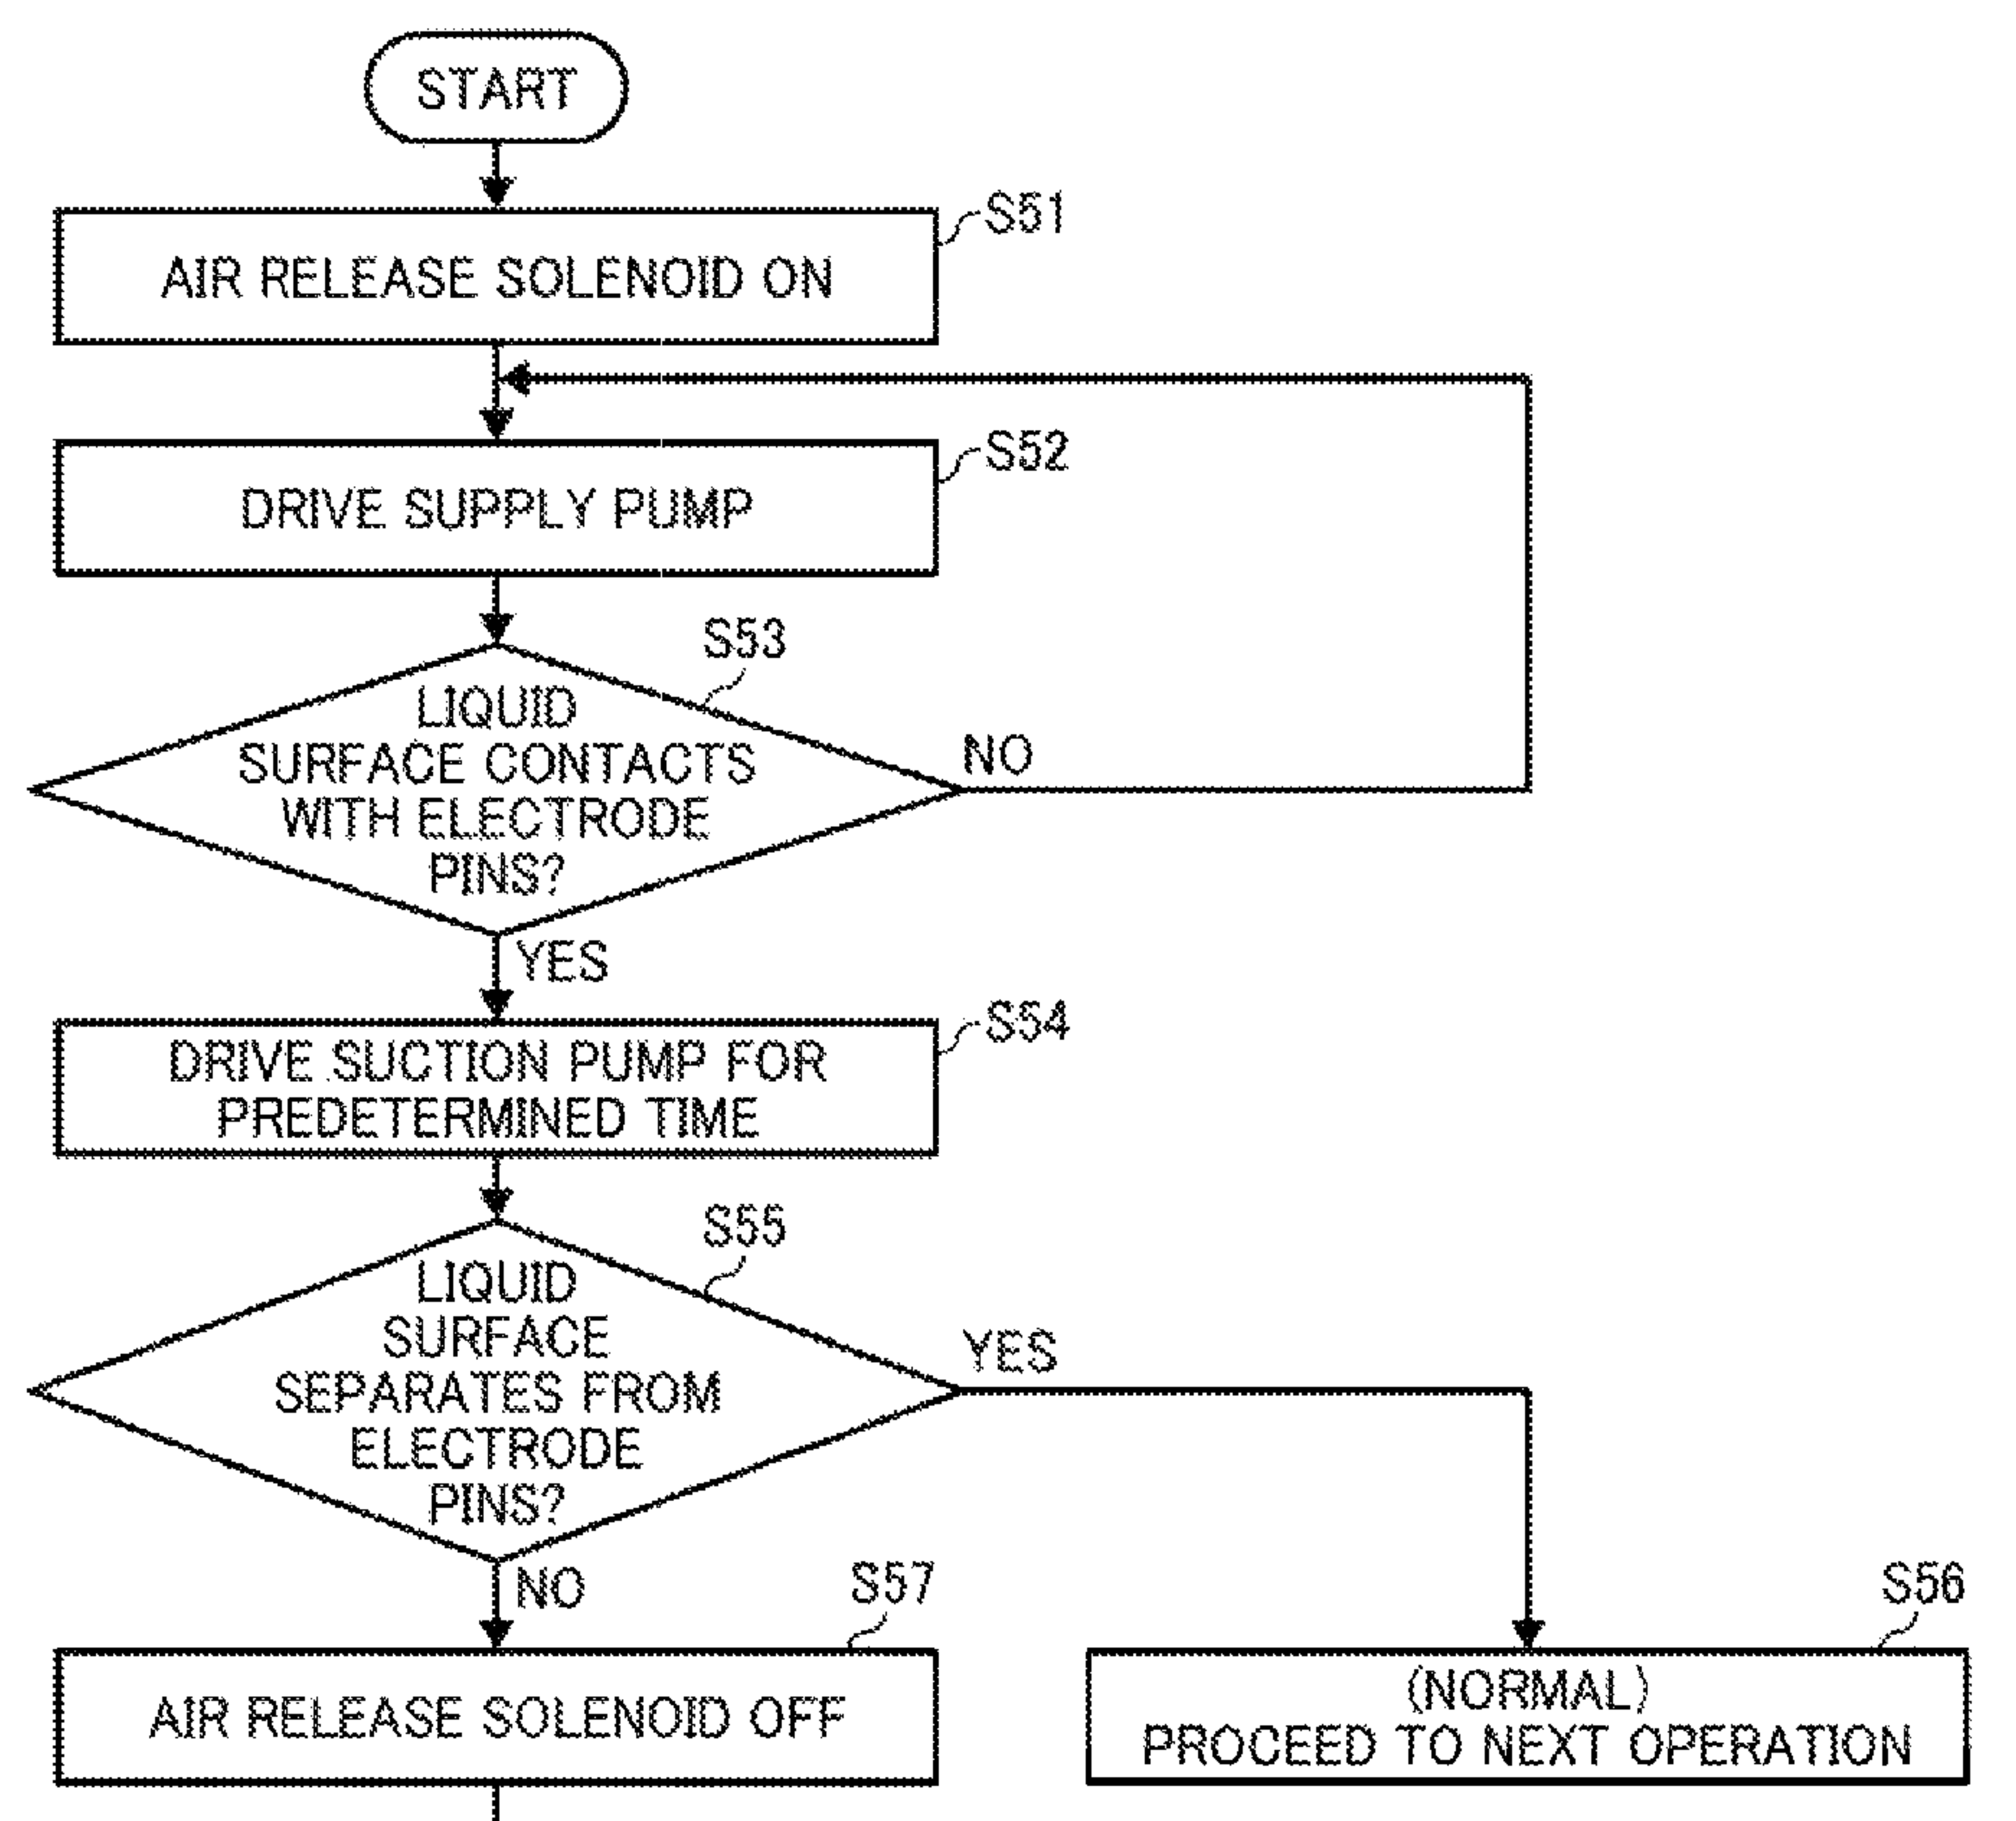 START
S51
AIR RELEASE SOLENOID ON
S52
DRIVE SUPPLY PUMP
S53
LIQUID
SURFACE CONTACTS
WITH ELECTRODE
PINS?
NO
YES
S54
DRIVE SUCTION PUMP FOR
PREDETERMINED TIME
S55
LIQUID
SURFACE
SEPARATES FROM
ELECTRODE
PINS?
YES
NO
S57
AIR RELEASE SOLENOID OFF
S56
(NORMAL)
PROCEED TO NEXT OPERATION